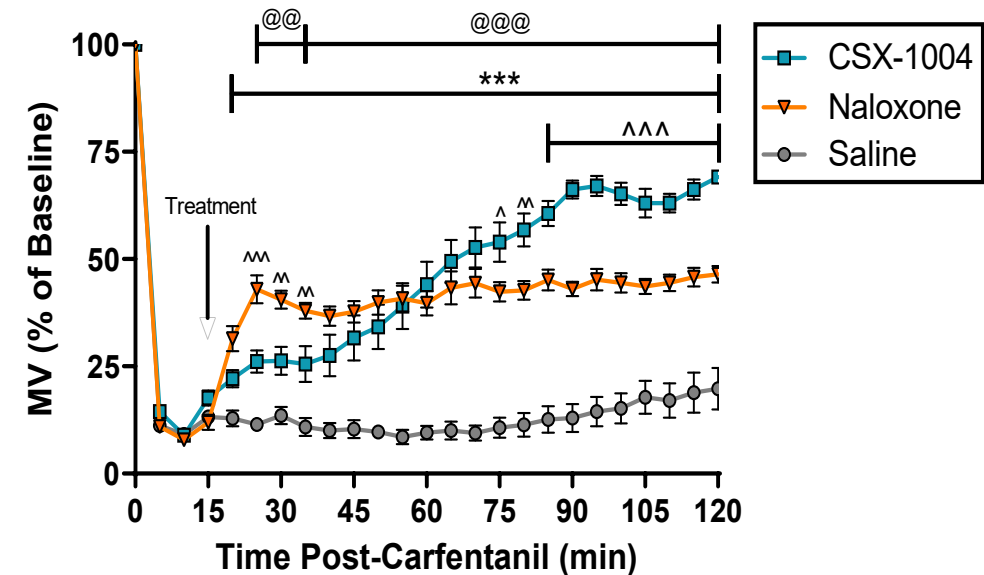 @@
@@@
***
^^^
CSX-1004
Naloxone
Saline
MV (% of Baseline)
100
75
50
25
0
Treatment
^^^
^^
^^
^
^^
0 15 30 45 60 75 90 105 120
Time Post-Carfentanil (min)